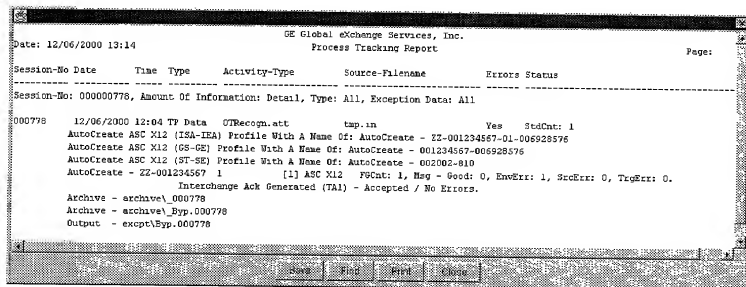 GE Global eXchange Services, Inc.
Date: 12/06/2000 13:14 Process Tracking Report Page:
Session-No Date Time Type Activity-Type Source-Filename Errors Status
Session-No: 000000778, Amount Of Information: Detail, Type: All, Exception Data: All
000778 12/06/2000 12:04 TP Data OTRecogn.att tmp.in Yes StdCnt: 1
AutoCreate ASC X12 (ISA-IEA) Profile With A Name Of: AutoCreate - ZZ-001234567-01-006928576
AutoCreate ASC X12 (GS-GE) Profile With A Name Of: AutoCreate - 001234567-006928576
AutoCreate ASC X12 (ST-SE) Profile With A Name Of: AutoCreate - 002002-810
AutoCreate - ZZ-001234567 1 [1] ASC X12 FGCnt: 1, Msg - Good: 0, EnvErr: 1, SrcErr: 0, TrgErr: 0.
Interchange Ack Generated (TA1) - Accepted / No Errors.
Archive - archive\_000778
Archive - archive\_Byp.000778
Output - excpt\Byp.000778
Save Find Print Close